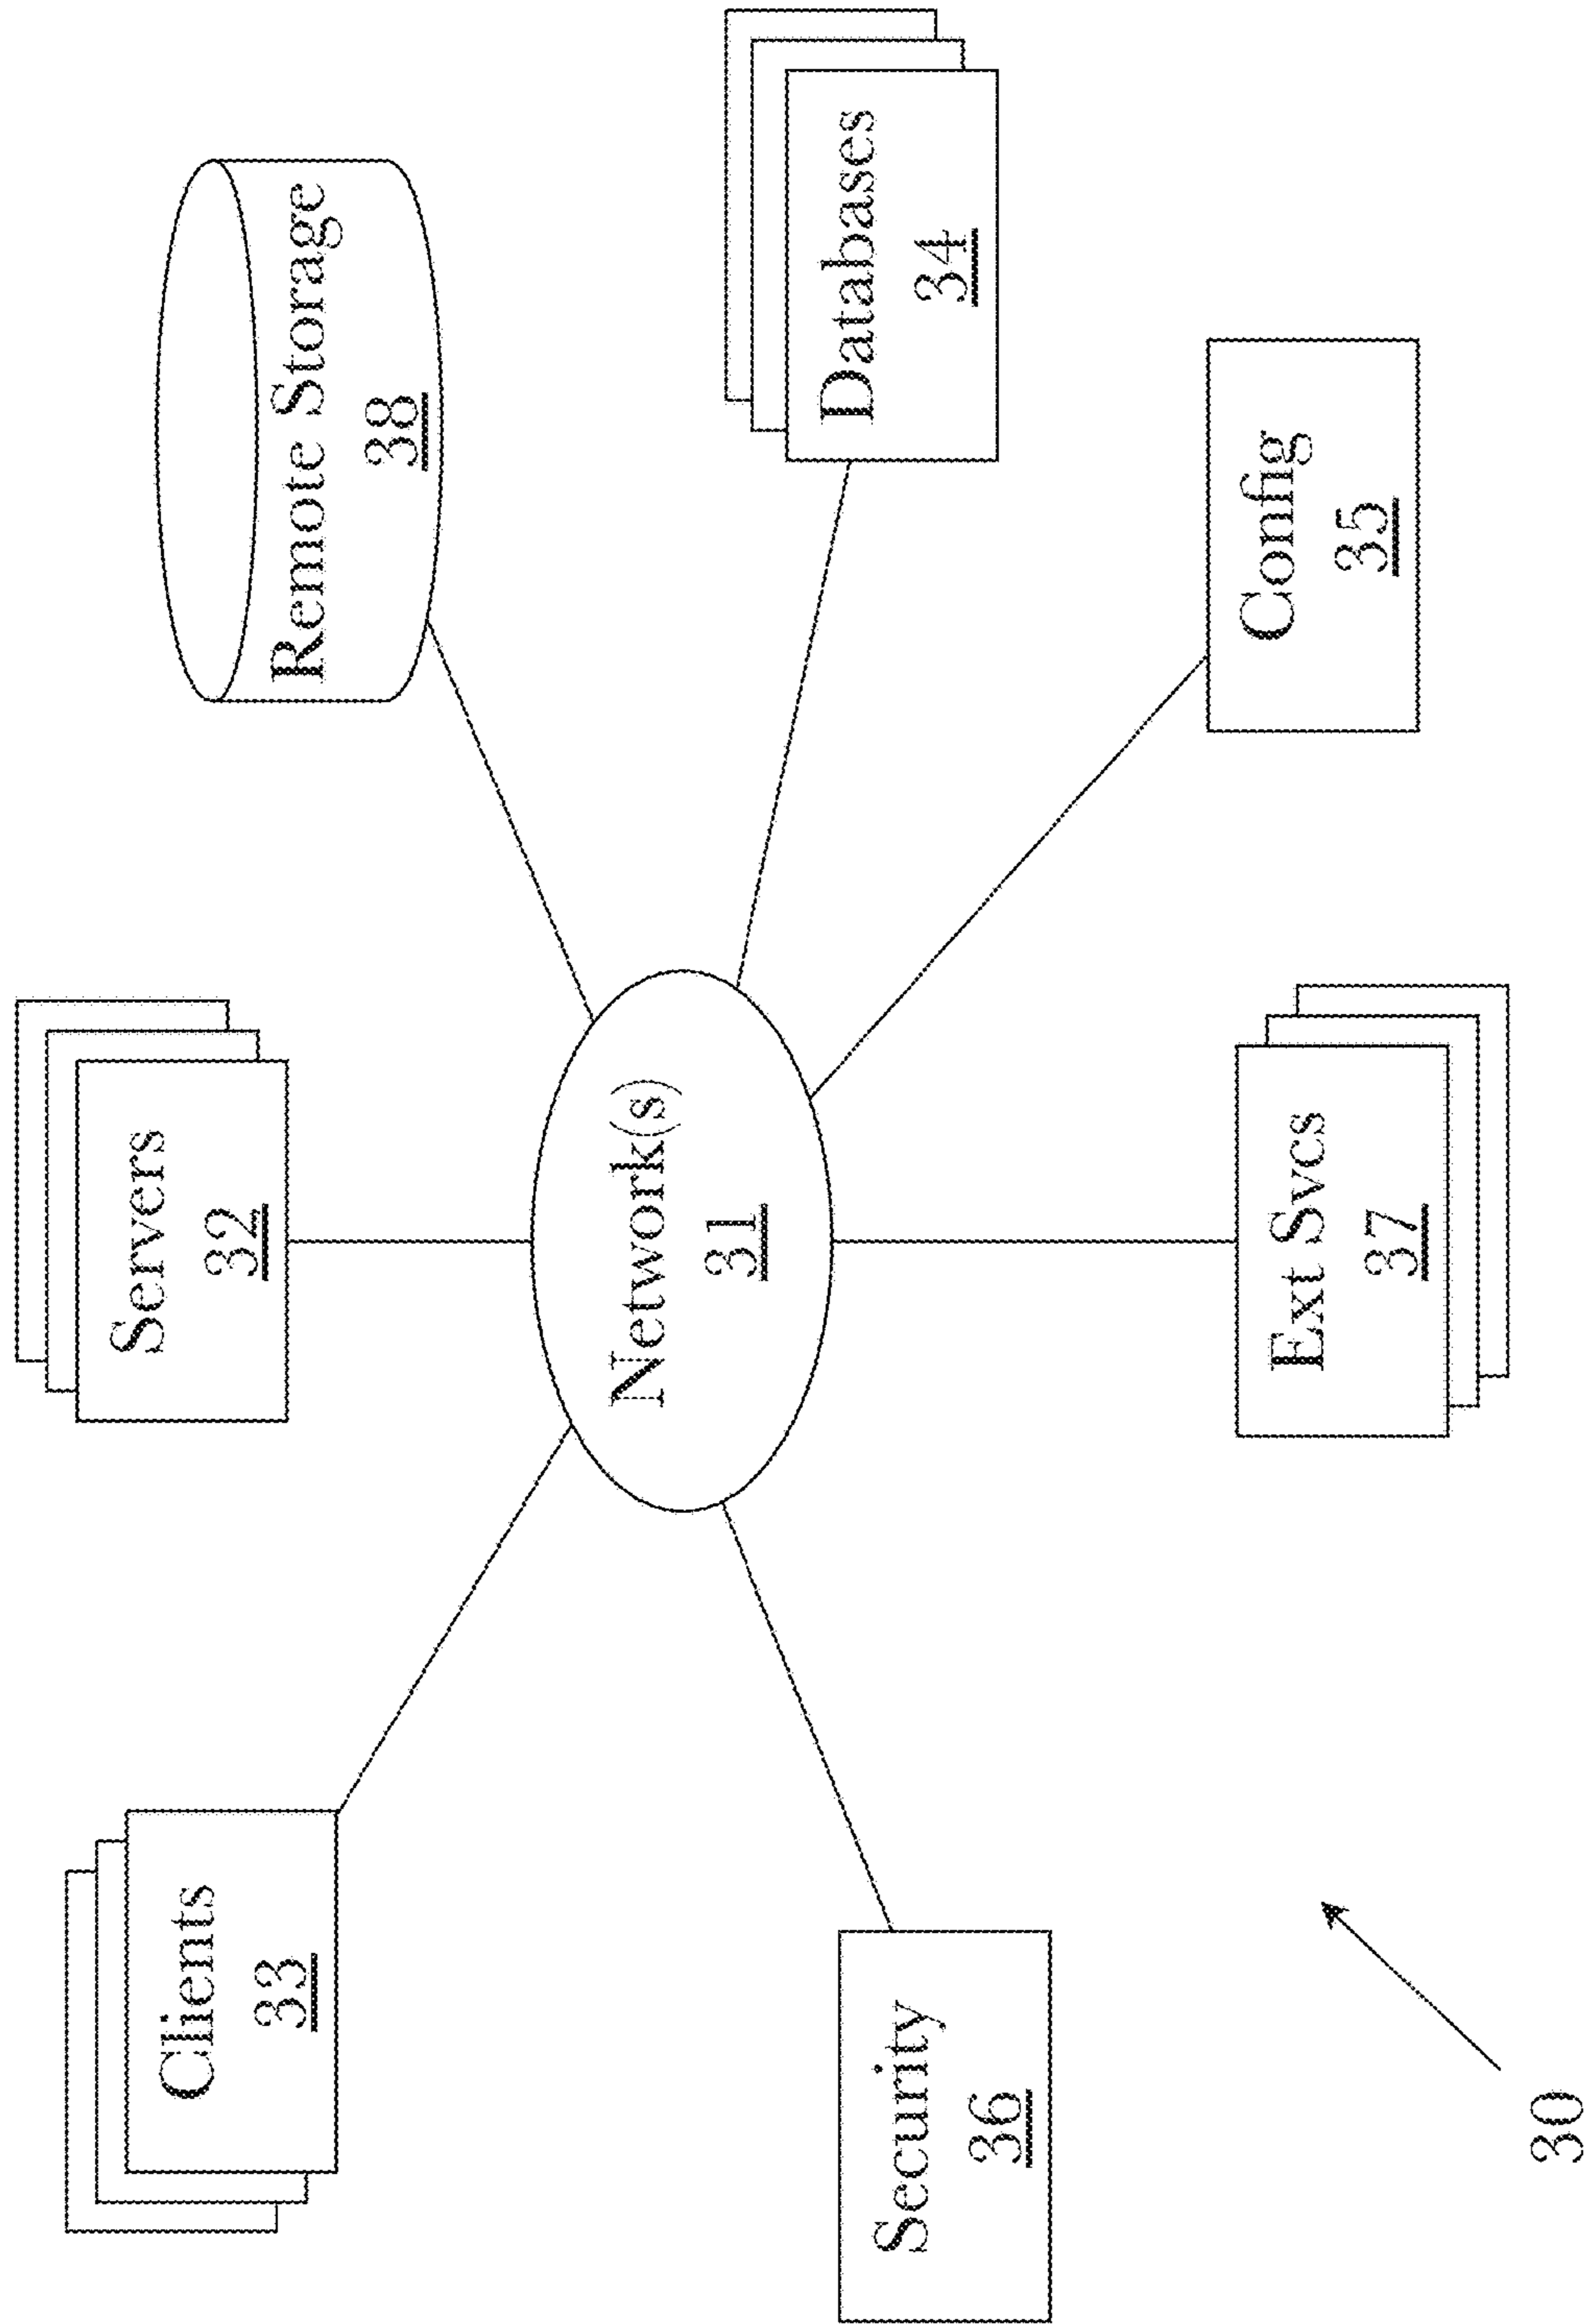 Servers
32
Clients
33
Remote Storage
38
Network(s)
31
Databases
34
Security
36
Config
35
Ext Svcs
37
30